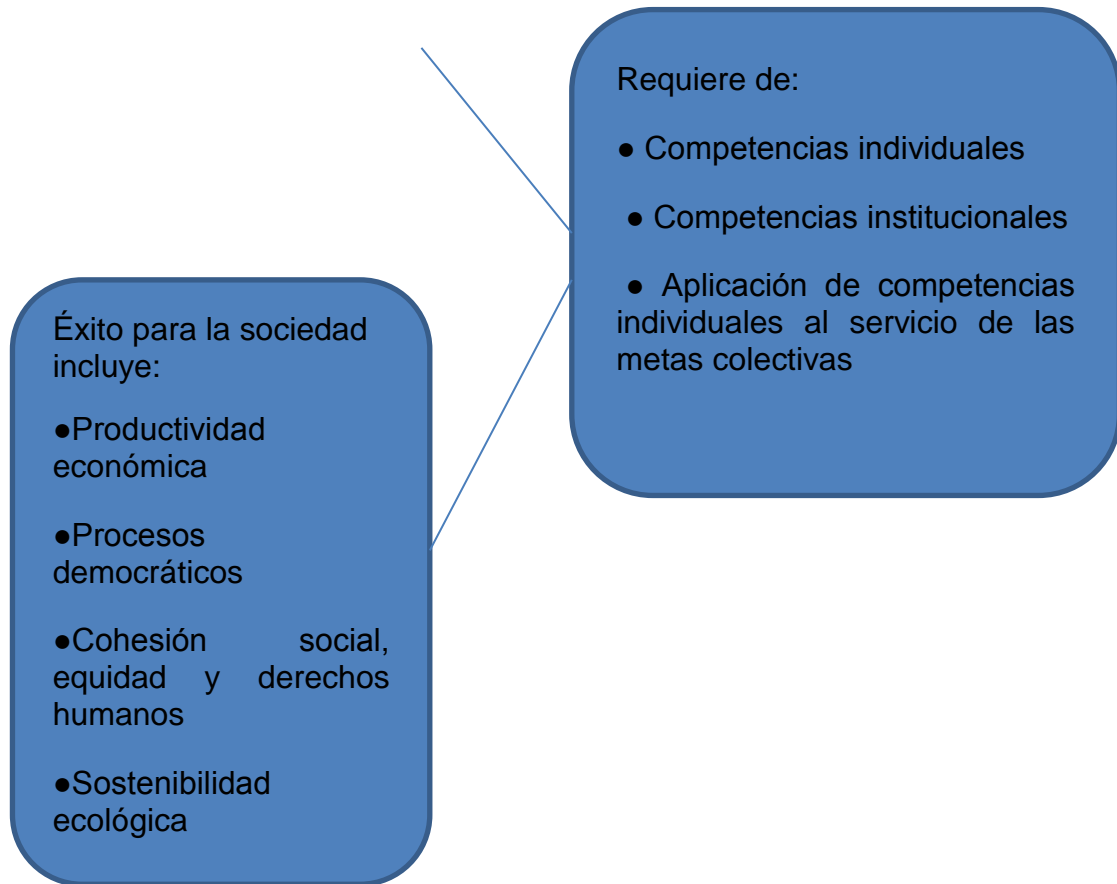 Requiere de:
● Competencias individuales
● Competencias institucionales
● Aplicación de competencias
individuales al servicio de las
metas colectivas
Éxito para la sociedad
incluye:
●Productividad
económica
●Procesos
democráticos
●Cohesión social,
equidad y derechos
humanos
●Sostenibilidad
ecológica